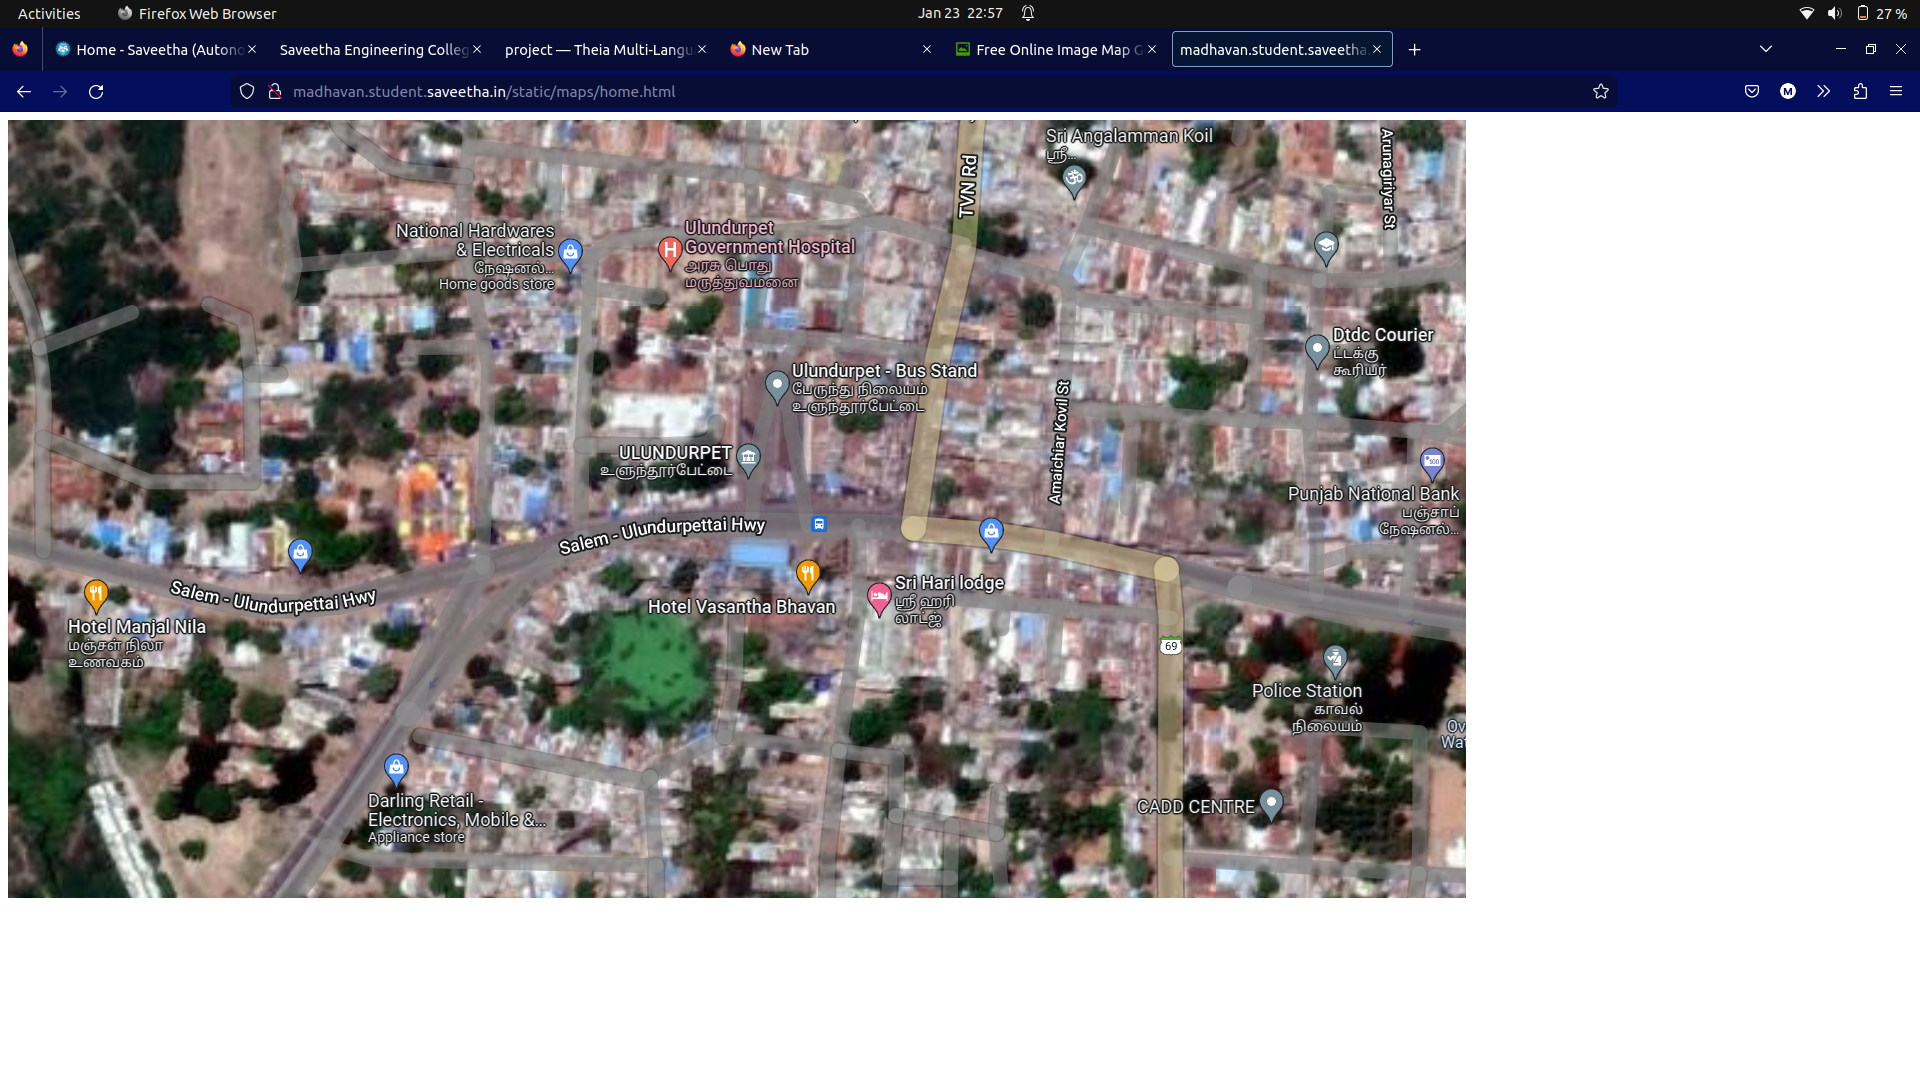 Activities
Firefox Web Browser
Jan 23 22:57
27 %
Home - Saveetha (Autono
Saveetha Engineering Colleg
project — Theia Multi-Langu
New Tab
Free Online Image Map G
madhavan.student.saveetha.
madhavan.student.saveetha.in/static/maps/home.html
M
Sri Angalamman Koil
ஸ்ரீ...
TVN Rd
Arunagiriyar St
National Hardwares
& Electricals
நேஷனல்...
Home goods store
H
Ulundurpet
Government Hospital
அரசு பொது
மருத்துவமனை
Dtdc Courier
ட்டக்கு
கூரியர்
Ulundurpet - Bus Stand
பேருந்து நிலையம்
உளுந்தூர்பேட்டை
Amaichiar Kovil St
ULUNDURPET
உளுந்தூர்பேட்டை
Punjab National Bank
பஞ்சாப்
நேஷனல்...
Salem - Ulundurpettai Hwy
Salem - Ulundurpettai Hwy
Hotel Manjal Nila
மஞ்சள் நிலா
உணவகம்
Hotel Vasantha Bhavan
Sri Hari lodge
ஸ்ரீ ஹரி
லாட்ஜ்
69
Police Station
காவல்
நிலையம்
Ov
Wat
Darling Retail -
Electronics, Mobile &...
Appliance store
CADD CENTRE